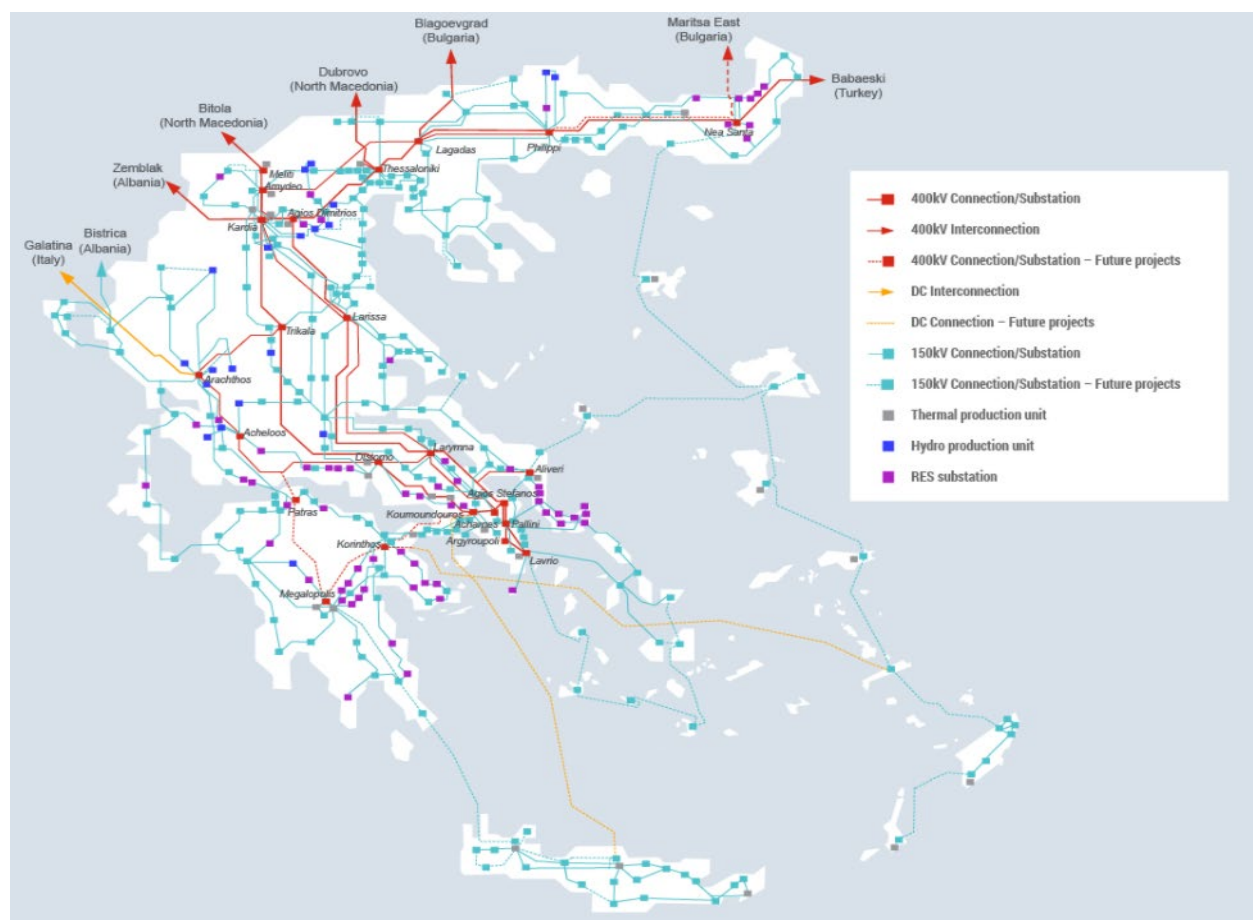 Blagoevgrad
(Bulgaria)
Maritsa East
(Bulgaria)
Dubrovo
(North Macedonia)
Babaeski
(Turkey)
Bitola
(North Macedonia)
Zemblak
(Albania)
Galatina
(Italy)
Bistrica
(Albania)
Nea Santa
Philippi
Lagadas
Thessaloniki
Meliti
Amydeo
Agios Dimitrios
Kardia
Larissa
Trikala
Arachthos
Acheloos
Larymna
Distomo
Aliveri
Agios Stefanos
Patras
Koumoundouros
Acharges
Pallini
Argyroupoli
Korinthos
Lavrio
Megalopolis
400kV Connection/Substation
400kV Interconnection
400kV Connection/Substation – Future projects
DC Interconnection
DC Connection – Future projects
150kV Connection/Substation
150kV Connection/Substation – Future projects
Thermal production unit
Hydro production unit
RES substation